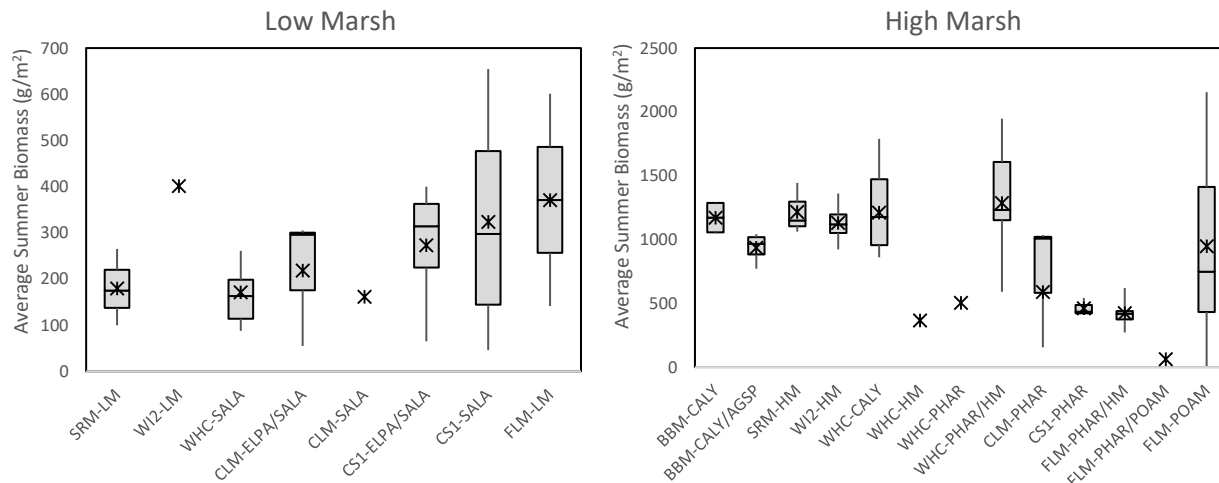 Low Marsh
Average Summer Biomass (g/m²)
700
600
500
400
300
200
100
0
SRM-LM
WI2-LM
WHC-SALA
CLM-ELPA/SALA
CLM-SALA
CS1-ELPA/SALA
CS1-SALA
FLM-LM
High Marsh
Average Summer Biomass (g/m²)
2500
2000
1500
1000
500
0
BBM-CALY
BBM-CALY/AGSP
SRM-HM
WI2-HM
WHC-CALY
WHC-HM
WHC-PHAR
WHC-PHAR/HM
CLM-PHAR
CS1-PHAR
FLM-PHAR/HM
FLM-PHAR/POAM
FLM-POAM